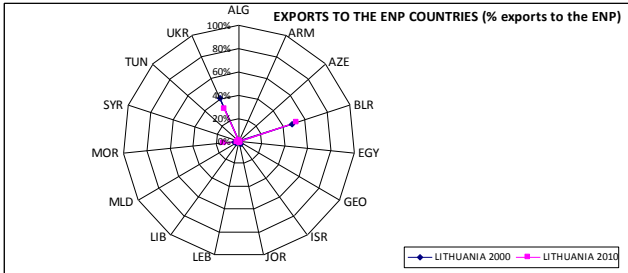 EXPORTS TO THE ENP COUNTRIES (% exports to the ENP)
ALG
ARM
AZE
BLR
EGY
GEO
ISR
JOR
LEB
LIB
MLD
MOR
SYR
TUN
UKR
100%
80%
60%
40%
20%
0%
LITHUANIA 2000
LITHUANIA 2010